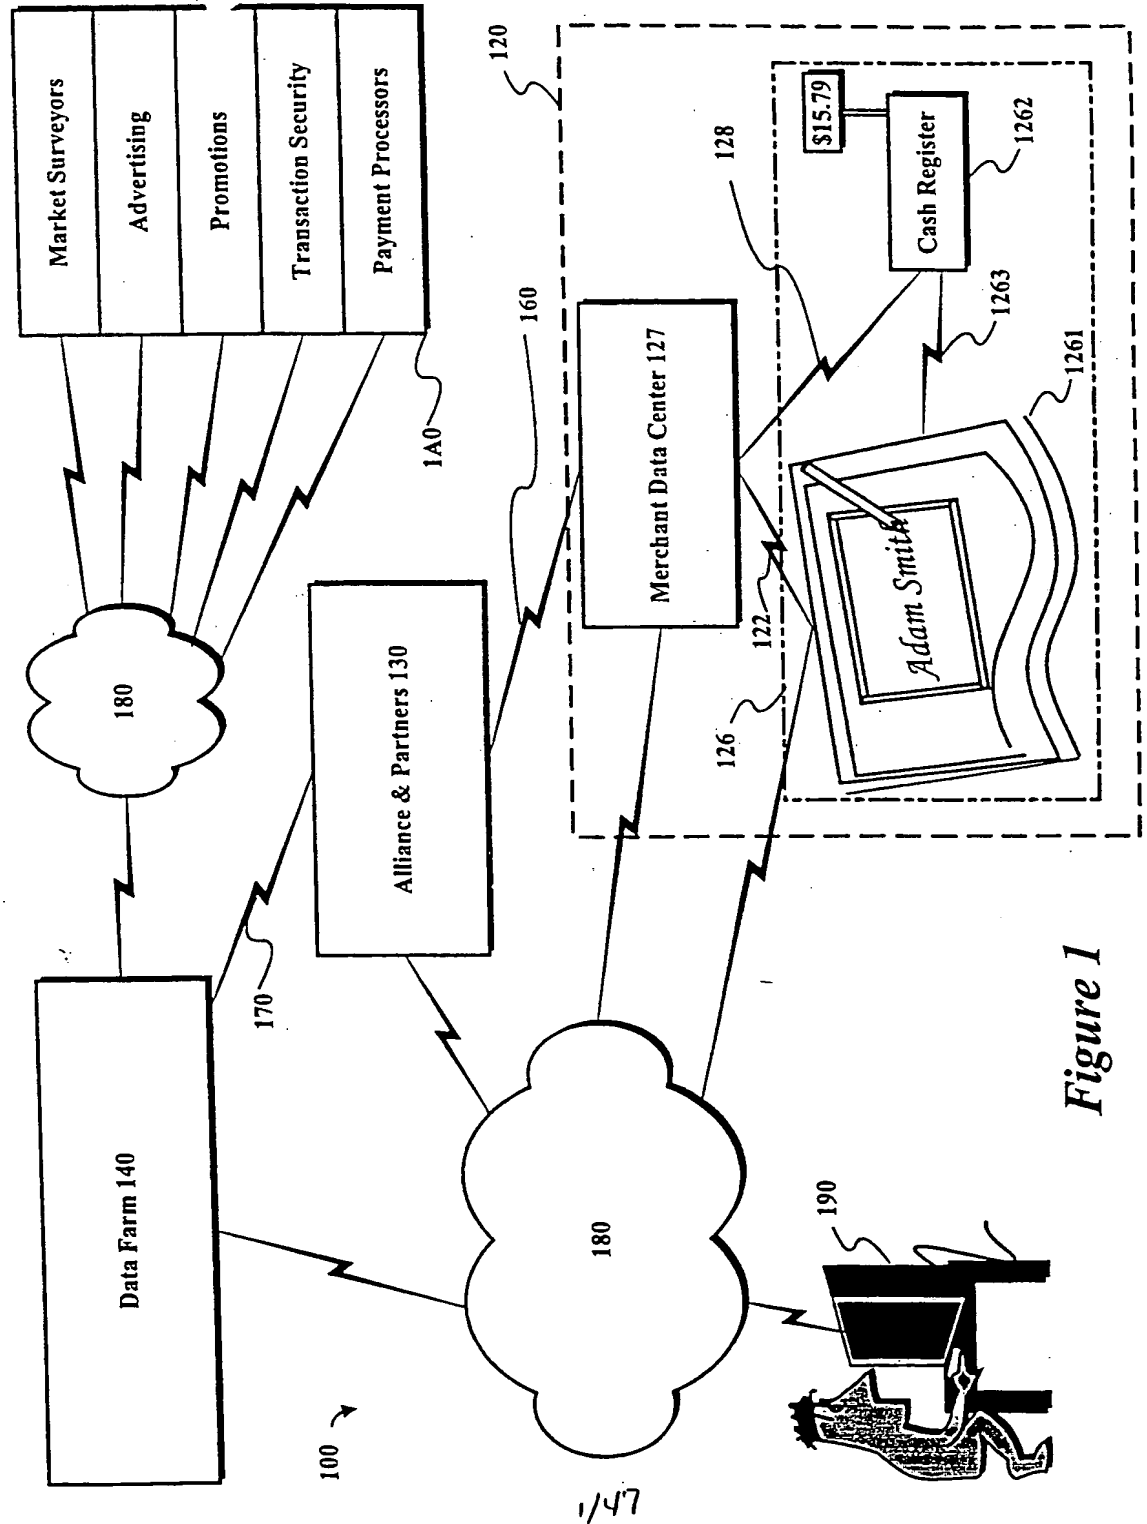 Data Farm 140
180
Market Surveyors
Advertising
Promotions
Transaction Security
Payment Processors
1A0
170
Alliance & Partners 130
160
100
180
120
Merchant Data Center 127
128
122
126
$15.79
Cash Register
1262
1263
1261
Adam Smith
190
Figure 1
1/47